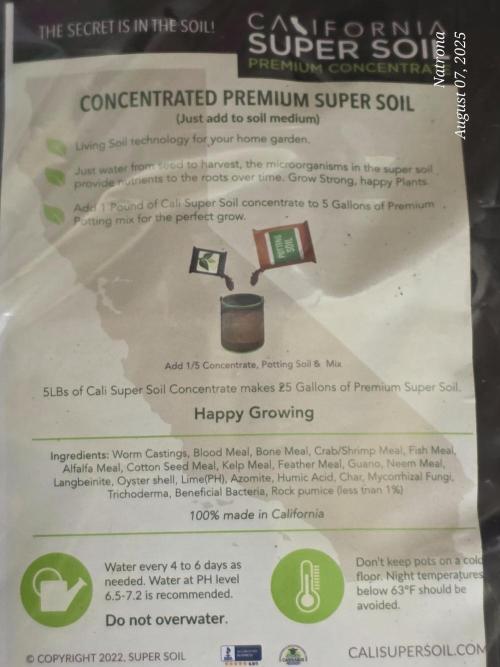 THE SECRET IS IN THE SOIL!
CALIFORNIA
SUPER SOIL
PREMIUM CONCENTRATE
Natrona
August 07, 2025
CONCENTRATED PREMIUM SUPER SOIL
(Just add to soil medium)
Living Soil technology for your home garden.
Just water from seed to harvest, the microorganisms in the super soil
provide nutrients to the roots over time. Grow Strong, happy Plants.
Add 1 Pound of Cali Super Soil concentrate to 5 Gallons of Premium
Potting mix for the perfect grow.
POTTING
SOIL
Add 1/5 Concentrate, Potting Soil & Mix
5LBs of Cali Super Soil Concentrate makes 25 Gallons of Premium Super Soil.
Happy Growing
Ingredients: Worm Castings, Blood Meal, Bone Meal, Crab/Shrimp Meal, Fish Meal,
Alfalfa Meal, Cotton Seed Meal, Kelp Meal, Feather Meal, Guano, Neem Meal,
Langbeinite, Oyster shell, Lime(PH), Azomite, Humic Acid, Char, Mycorrhizal Fungi,
Trichoderma, Beneficial Bacteria, Rock pumice (less than 1%)
100% made in California
Water every 4 to 6 days as
needed. Water at PH level
6.5-7.2 is recommended.
Do not overwater.
Don't keep pots on a cold
floor. Night temperatures
below 63°F should be
avoided.
© COPYRIGHT 2022, SUPER SOIL
CALISUPERSOIL.COM